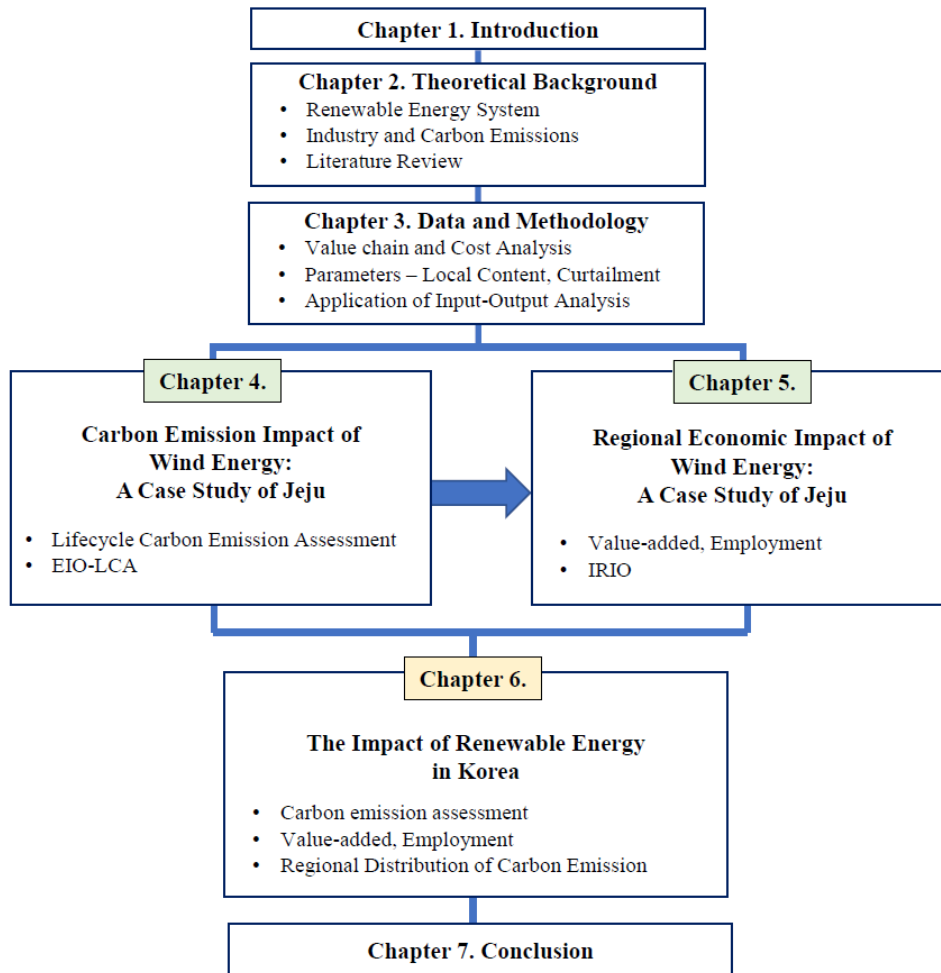 Chapter 1. Introduction
Chapter 2. Theoretical Background
• Renewable Energy System
• Industry and Carbon Emissions
• Literature Review
Chapter 3. Data and Methodology
• Value chain and Cost Analysis
• Parameters – Local Content, Curtailment
• Application of Input-Output Analysis
Chapter 4.
Carbon Emission Impact of
Wind Energy:
A Case Study of Jeju
• Lifecycle Carbon Emission Assessment
• EIO-LCA
Chapter 5.
Regional Economic Impact of
Wind Energy:
A Case Study of Jeju
• Value-added, Employment
• IRIO
Chapter 6.
The Impact of Renewable Energy
in Korea
• Carbon emission assessment
• Value-added, Employment
• Regional Distribution of Carbon Emission
Chapter 7. Conclusion